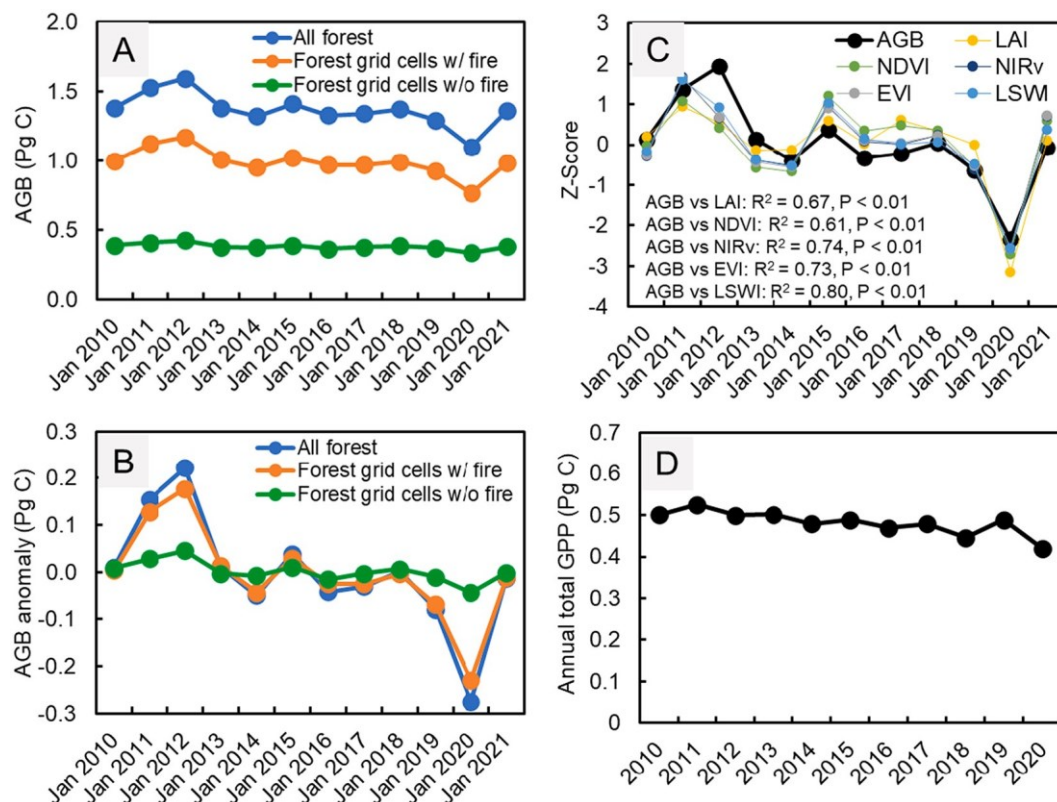 A
All forest
Forest grid cells w/ fire
Forest grid cells w/o fire
AGB (Pg C)
2.0
1.5
1.0
0.5
0.0
Jan 2010
Jan 2011
Jan 2012
Jan 2013
Jan 2014
Jan 2015
Jan 2016
Jan 2017
Jan 2018
Jan 2019
Jan 2020
Jan 2021
C
AGB
LAI
NDVI
NIRv
EVI
LSWI
Z-Score
3
2
1
0
-1
-2
-3
-4
AGB vs LAI: R² = 0.67, P < 0.01
AGB vs NDVI: R² = 0.61, P < 0.01
AGB vs NIRv: R² = 0.74, P < 0.01
AGB vs EVI: R² = 0.73, P < 0.01
AGB vs LSWI: R² = 0.80, P < 0.01
Jan 2010
Jan 2011
Jan 2012
Jan 2013
Jan 2014
Jan 2015
Jan 2016
Jan 2017
Jan 2018
Jan 2019
Jan 2020
Jan 2021
B
All forest
Forest grid cells w/ fire
Forest grid cells w/o fire
AGB anomaly (Pg C)
0.3
0.2
0.1
0.0
-0.1
-0.2
-0.3
Jan 2010
Jan 2011
Jan 2012
Jan 2013
Jan 2014
Jan 2015
Jan 2016
Jan 2017
Jan 2018
Jan 2019
Jan 2020
Jan 2021
D
Annual total GPP (Pg C)
0.7
0.6
0.5
0.4
0.3
0.2
0.1
0
2010
2011
2012
2013
2014
2015
2016
2017
2018
2019
2020